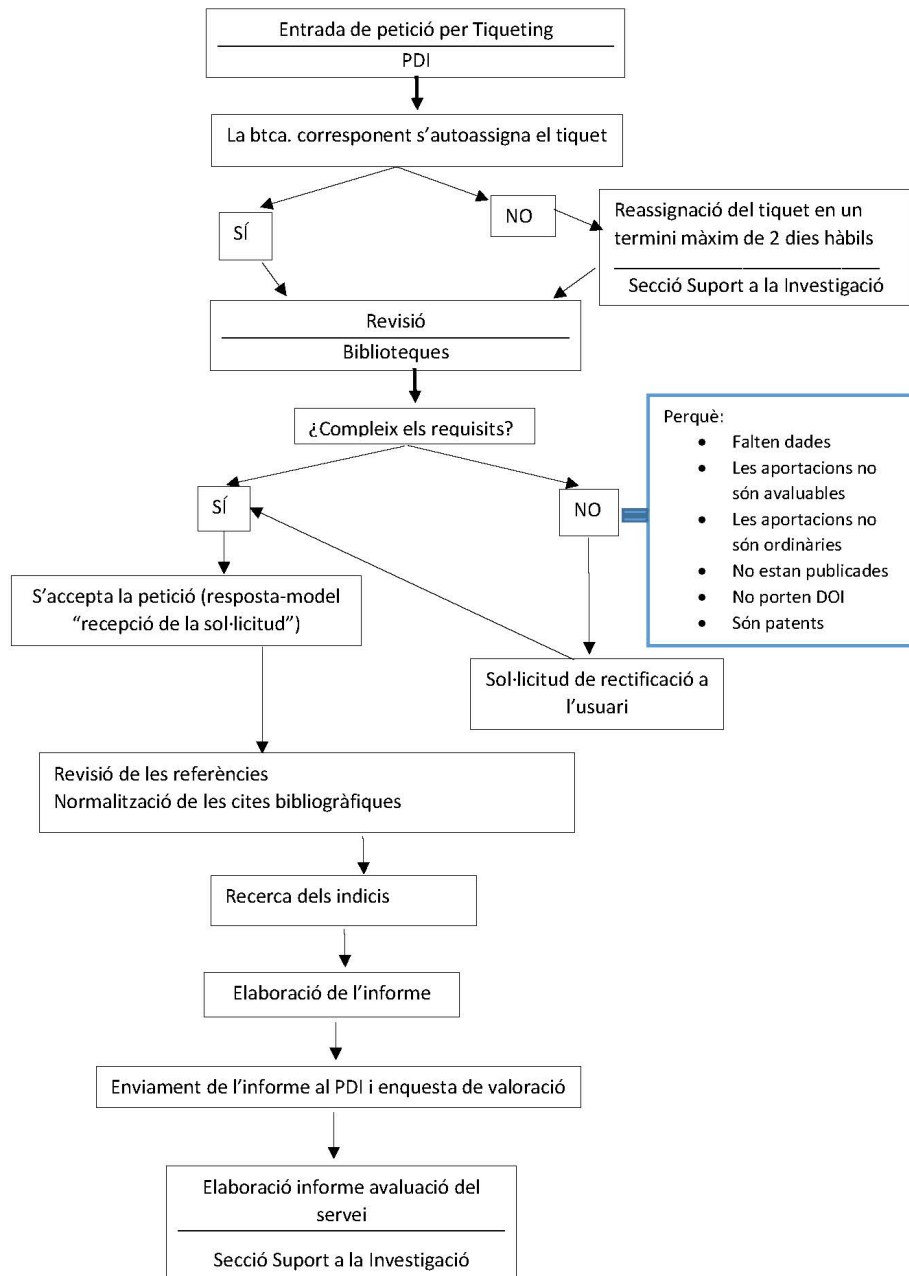 Entrada de petició per Tiqueting
PDI
La btca. corresponent s’autoassigna el tiquet
SÍ
NO
Reassignació del tiquet en un
termini màxim de 2 dies hàbils
Secció Suport a la Investigació
Revisió
Biblioteques
¿Compleix els requisits?
SÍ
NO
Perquè:
• Falten dades
• Les aportacions no
són avaluables
• Les aportacions no
són ordinàries
• No estan publicades
• No porten DOI
• Són patents
S’accepta la petició (resposta-model
“recepció de la sol·licitud”)
Sol·licitud de rectificació a
l’usuari
Revisió de les referències
Normalització de les cites bibliogràfiques
Recerca dels indicis
Elaboració de l’informe
Enviament de l’informe al PDI i enquesta de valoració
Elaboració informe avaluació del
servei
Secció Suport a la Investigació